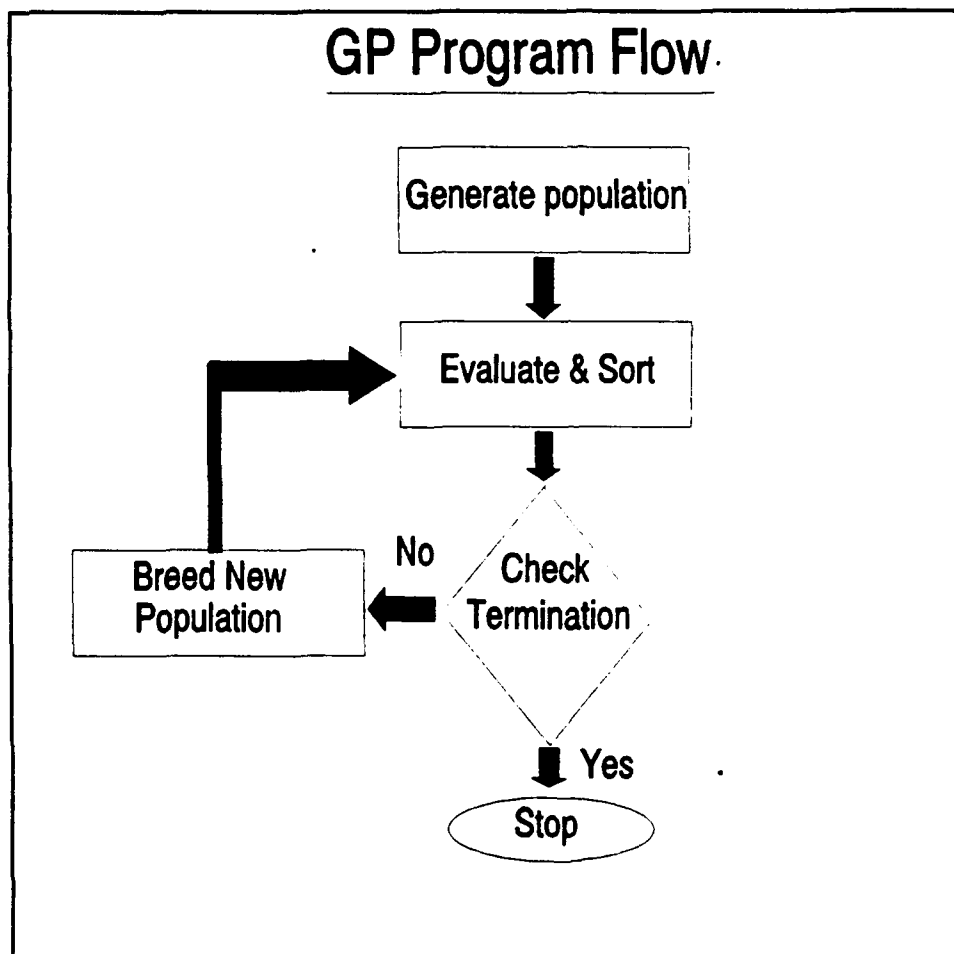 GP Program Flow
Generate population
Evaluate & Sort
No
Check
Termination
Breed New
Population
Yes
Stop